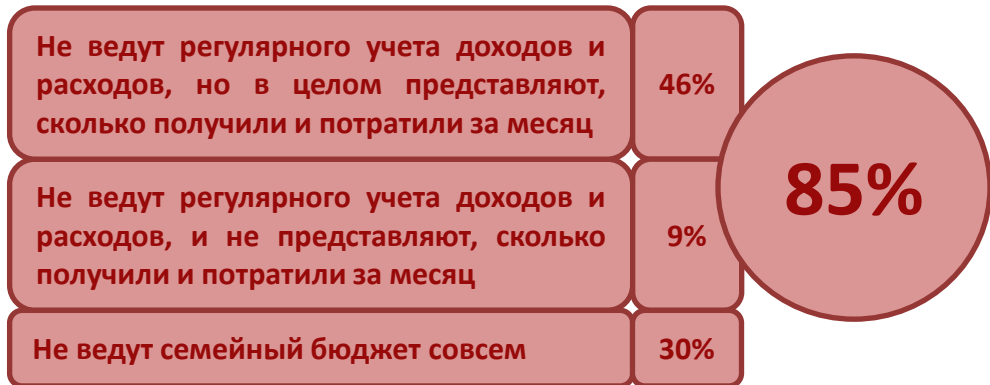 Не ведут регулярного учета доходов и
расходов, но в целом представляют,
сколько получили и потратили за месяц
46%
Не ведут регулярного учета доходов и
расходов, и не представляют, сколько
получили и потратили за месяц
9%
Не ведут семейный бюджет совсем
30%
85%